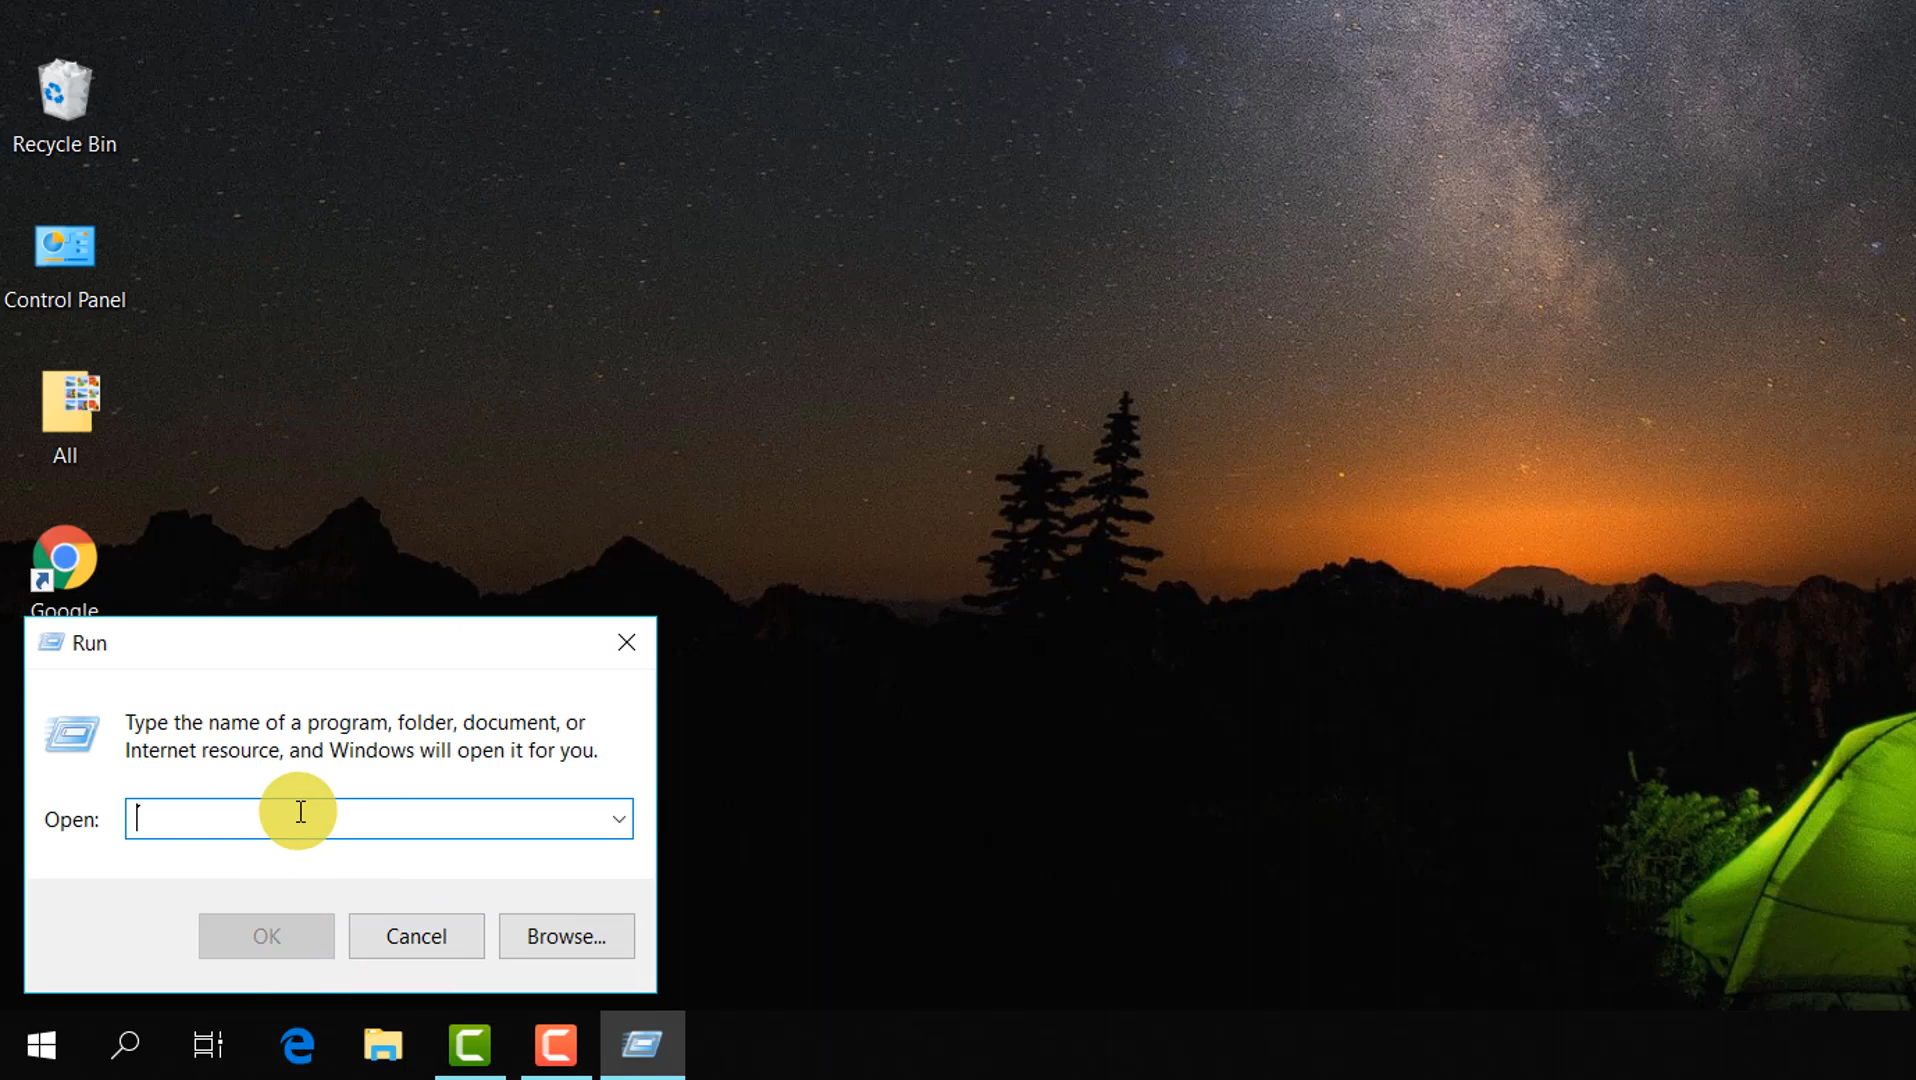 Recycle Bin
Control Panel
All
Google
Run
Type the name of a program, folder, document, or
Internet resource, and Windows will open it for you.
Open:
OK
Cancel
Browse...